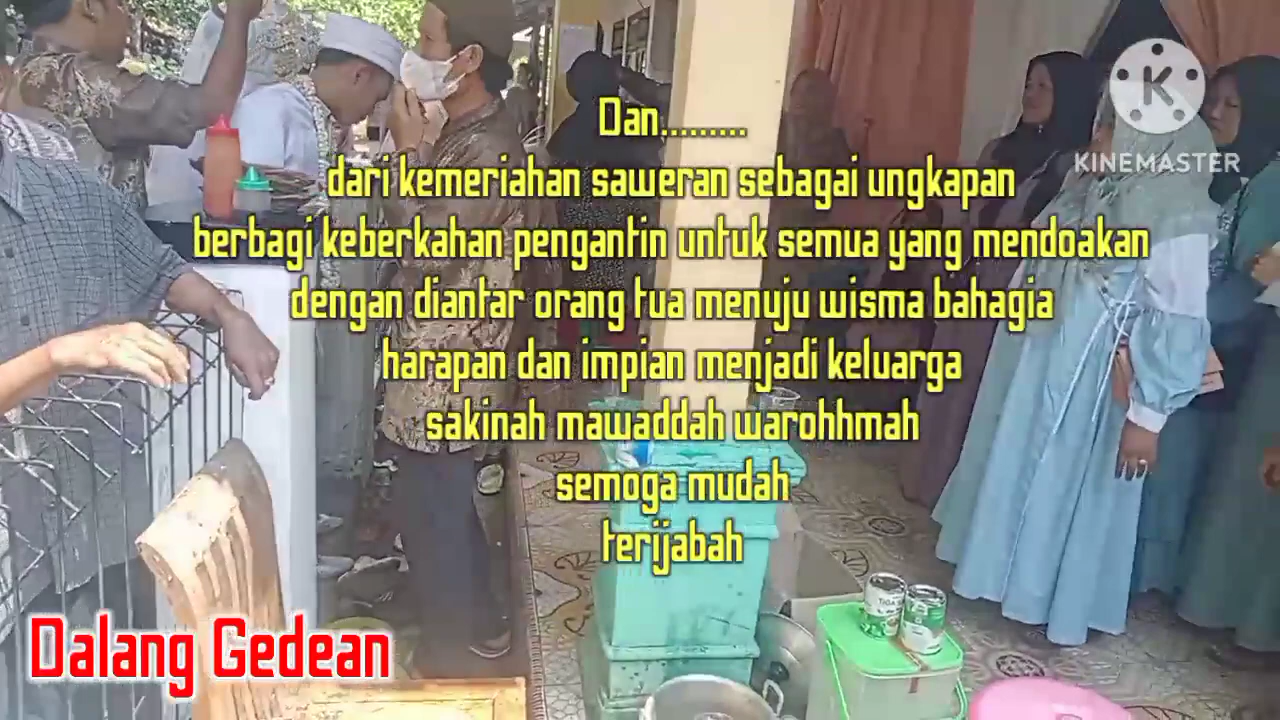 Dan.........
dari kemeriahan saweran sebagai ungkapan
berbagi keberkahan pengantin untuk semua yang mendoakan
dengan diantar orang tua menuju wisma bahagia
harapan dan impian menjadi keluarga
sakinah mawaddah warohhmah
semoga mudah
terijabah
K
KINEMASTER
Dalang Gedean